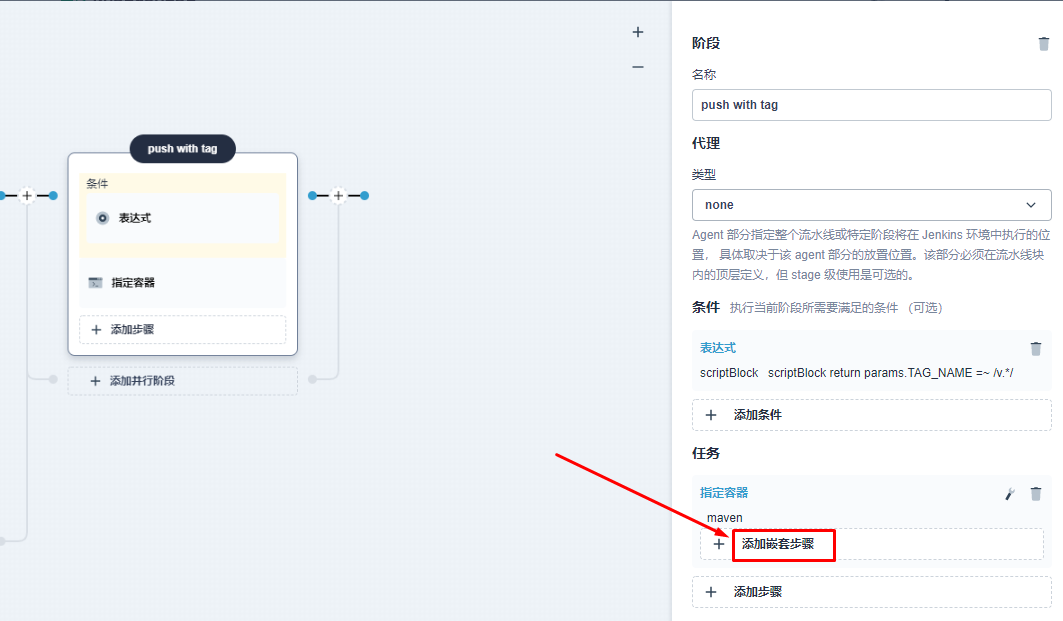 push with tag
条件
表达式
指定容器
添加步骤
添加并行阶段
阶段
名称
push with tag
代理
类型
none
Agent 部分指定整个流水线或特定阶段将在 Jenkins 环境中执行的位
置， 具体取决于该 agent 部分的放置位置。该部分必须在流水线块
内的顶层定义，但 stage 级使用是可选的。
条件 执行当前阶段所需要满足的条件 （可选）
表达式
scriptBlock scriptBlock return params.TAG_NAME =~ /v.*/
添加条件
任务
指定容器
maven
添加嵌套步骤
添加步骤